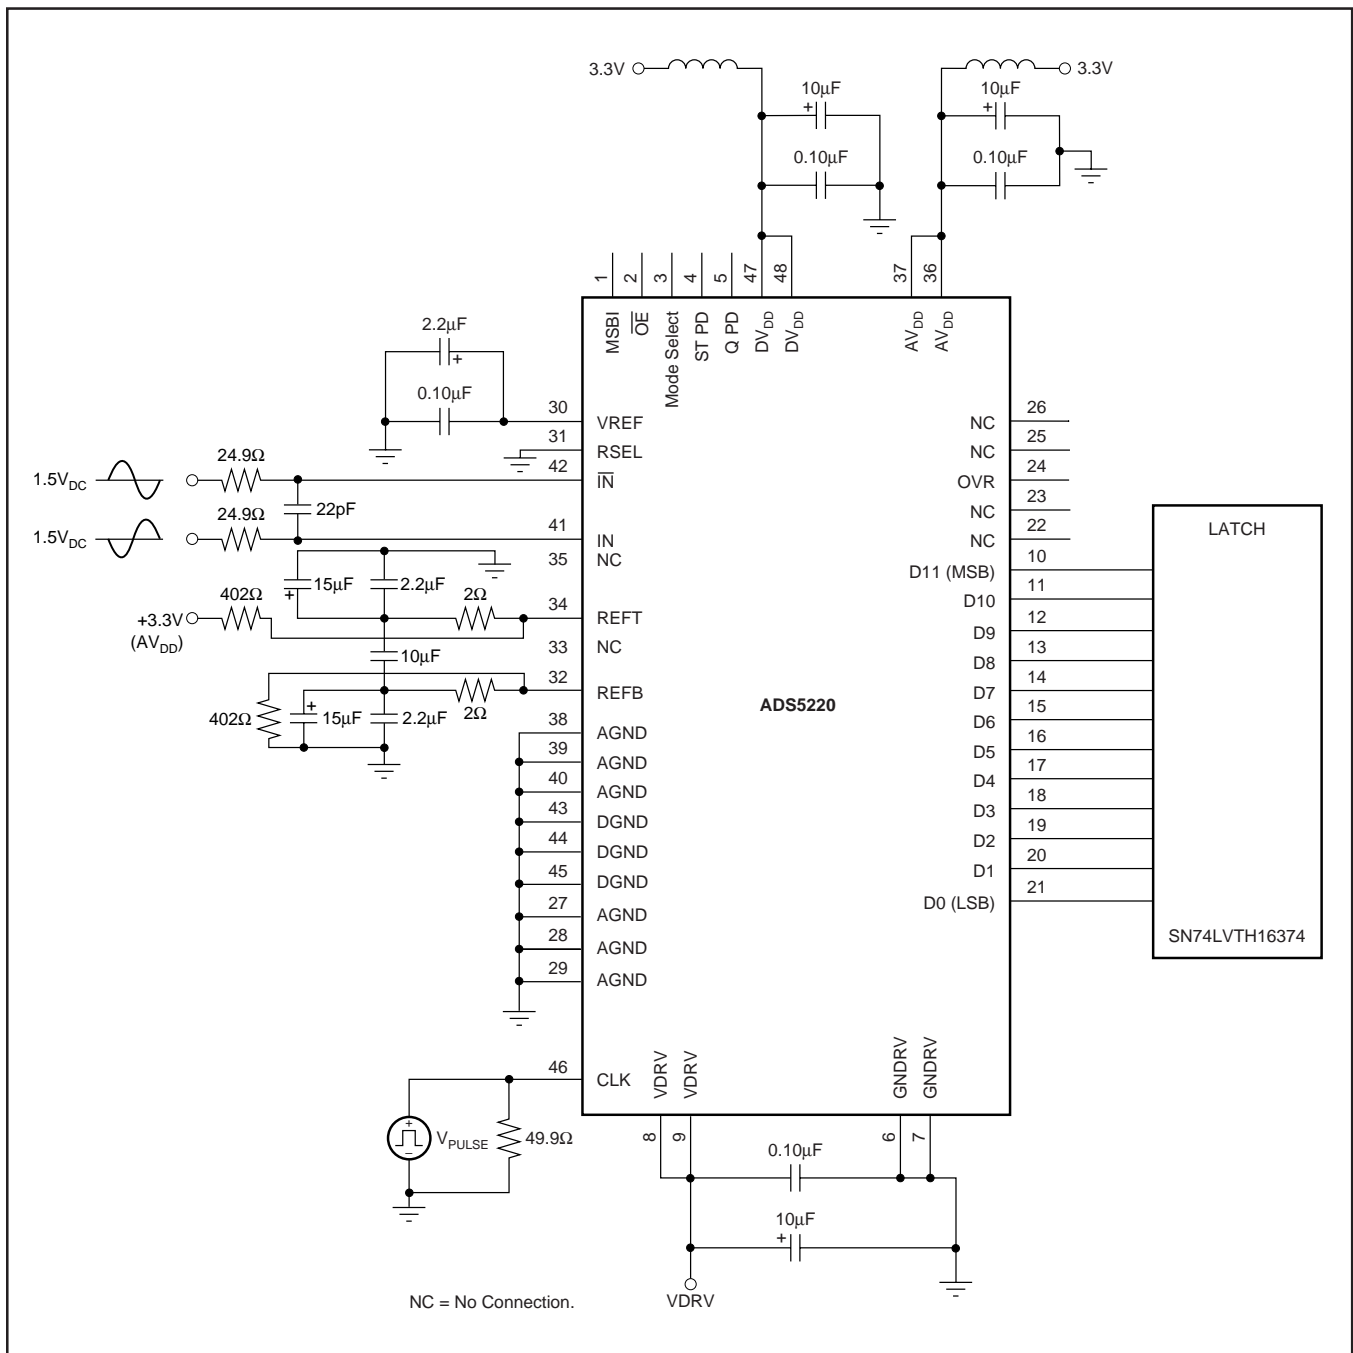 3.3V
3.3V
10µF
10µF
0.10µF
0.10µF
1
2
3
4
5
47
48
37
36
MSBI
OE
Mode Select
ST PD
Q PD
DVDD
DVDD
AVDD
AVDD
2.2µF
0.10µF
30
VREF
31
RSEL
42
IN
24.9Ω
1.5VDC
22pF
24.9Ω
1.5VDC
41
IN
35
NC
15µF
2.2µF
402Ω
2Ω
34
REFT
+3.3V
(AVDD)
10µF
33
NC
32
REFB
402Ω
15µF
2.2µF
2Ω
38
AGND
39
AGND
40
AGND
43
DGND
44
DGND
45
DGND
27
AGND
28
AGND
29
AGND
46
CLK
VPULSE
49.9Ω
ADS5220
26
NC
25
NC
24
OVR
23
NC
22
NC
10
D11 (MSB)
11
D10
12
D9
13
D8
14
D7
15
D6
16
D5
17
D4
18
D3
19
D2
20
D1
21
D0 (LSB)
LATCH
SN74LVTH16374
VDRV
VDRV
GNDRV
GNDRV
8
9
6
7
0.10µF
10µF
VDRV
NC = No Connection.